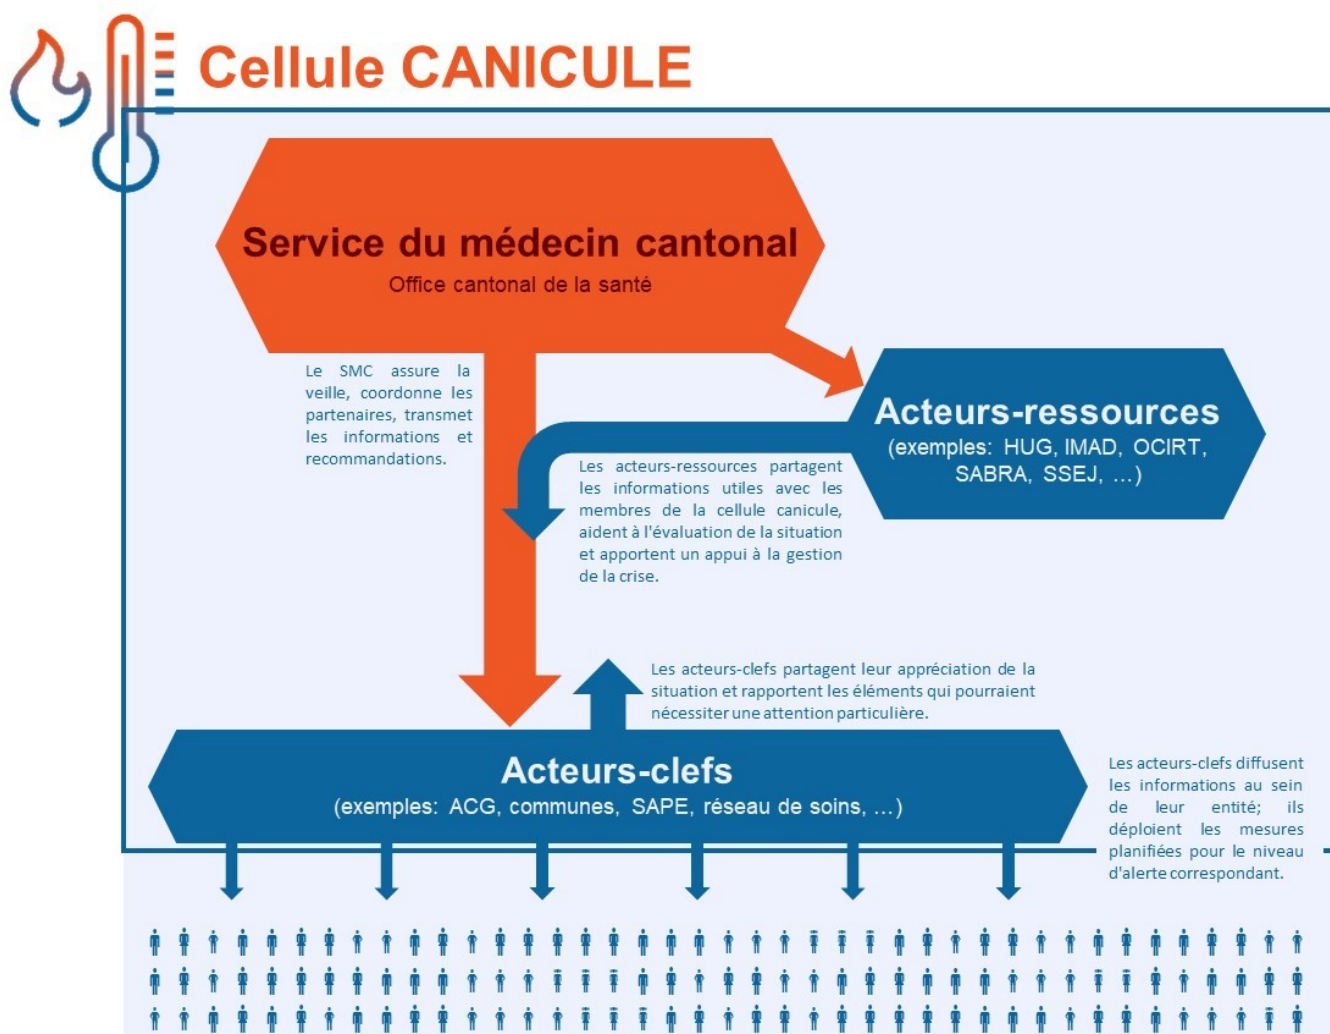 Cellule CANICULE
Service du médecin cantonal
Office cantonal de la santé
Le SMC assure la
veille, coordonne les
partenaires, transmet
les informations et
recommandations.
Acteurs-ressources
(exemples: HUG, IMAD, OCIRT,
SABRA, SSEJ, ...)
Les acteurs-ressources partagent
les informations utiles avec les
membres de la cellule canicule,
aident à l'évaluation de la situation
et apportent un appui à la gestion
de la crise.
Les acteurs-clefs partagent leur appréciation de la
situation et rapportent les éléments qui pourraient
nécessiter une attention particulière.
Acteurs-clefs
(exemples: ACG, communes, SAPE, réseau de soins, ...)
Les acteurs-clefs diffusent
les informations au sein
de leur entité; ils
déploient les mesures
planifiées pour le niveau
d'alerte correspondant.